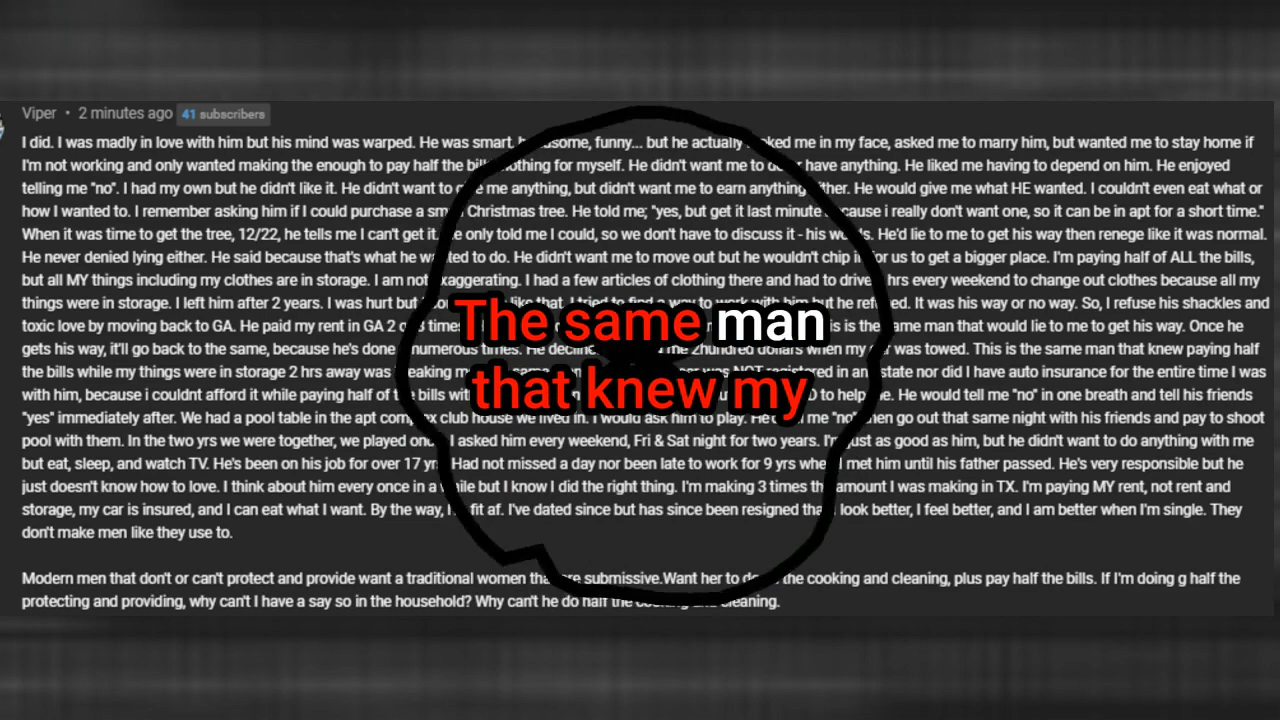 Viper • 2 minutes ago 41 subscribers
I did. I was madly in love with him but his mind was warped. He was smart, funny... but he actually me in my face, asked me to marry him, but wanted me to stay home if
I'm not working and only wanted making the enough to pay half the for myself. He didn't want me to have anything. He liked me having to depend on him. He enjoyed
telling me "no". I had my own but he didn't like it. He didn't want to me anything, but didn't want me to earn anything either. He would give me what HE wanted. I couldn't even eat what or
how I wanted to. I remember asking him if I could purchase a Christmas tree. He told me; "yes, but get it last minute because i really don't want one, so it can be in apt for a short time."
When it was time to get the tree, 12/22, he tells me I can't get it. only told me I could, so we don't have to discuss it - his words. He'd lie to me to get his way then renege like it was normal.
He never denied lying either. He said because that's what he wanted to do. He didn't want me to move out but he wouldn't chip in for us to get a bigger place. I'm paying half of ALL the bills,
but all MY things including my clothes are in storage. I am not exaggerating. I had a few articles of clothing there and had to drive hrs every weekend to change out clothes because all my
things were in storage. I left him after 2 years. I was hurt but like that. I tried to find a way to work with him but he refused. It was his way or no way. So, I refuse his shackles and
toxic love by moving back to GA. He paid my rent in GA 2 times is is the same man that would lie to me to get his way. Once he
gets his way, it'll go back to the same, because he's done numerous times. He me 2hundred dollars when my car was towed. This is the same man that knew paying half
the bills while my things were in storage 2 hrs away was me NOT registered in any state nor did I have auto insurance for the entire time I was
with him, because i couldnt afford it while paying half of bills with to help me. He would tell me "no" in one breath and tell his friends
"yes" immediately after. We had a pool table in the apt complex club house we lived in. I would ask him to play. He me "no" then go out that same night with his friends and pay to shoot
pool with them. In the two yrs we were together, we played once. I asked him every weekend, Fri & Sat night for two years. I'm just as good as him, but he didn't want to do anything with me
but eat, sleep, and watch TV. He's been on his job for over 17 yrs. Had not missed a day nor been late to work for 9 yrs when I met him until his father passed. He's very responsible but he
just doesn't know how to love. I think about him every once in a while but I know I did the right thing. I'm making 3 times the amount I was making in TX. I'm paying MY rent, not rent and
storage, my car is insured, and I can eat what I want. By the way, fit af. I've dated since but has since been resigned that look better, I feel better, and I am better when I'm single. They
don't make men like they use to.
Modern men that don't or can't protect and provide want a traditional women that are submissive.Want her to do the cooking and cleaning, plus pay half the bills. If I'm doing g half the
protecting and providing, why can't I have a say so in the household? Why can't he do half the cooking and cleaning.
The same man
that knew my